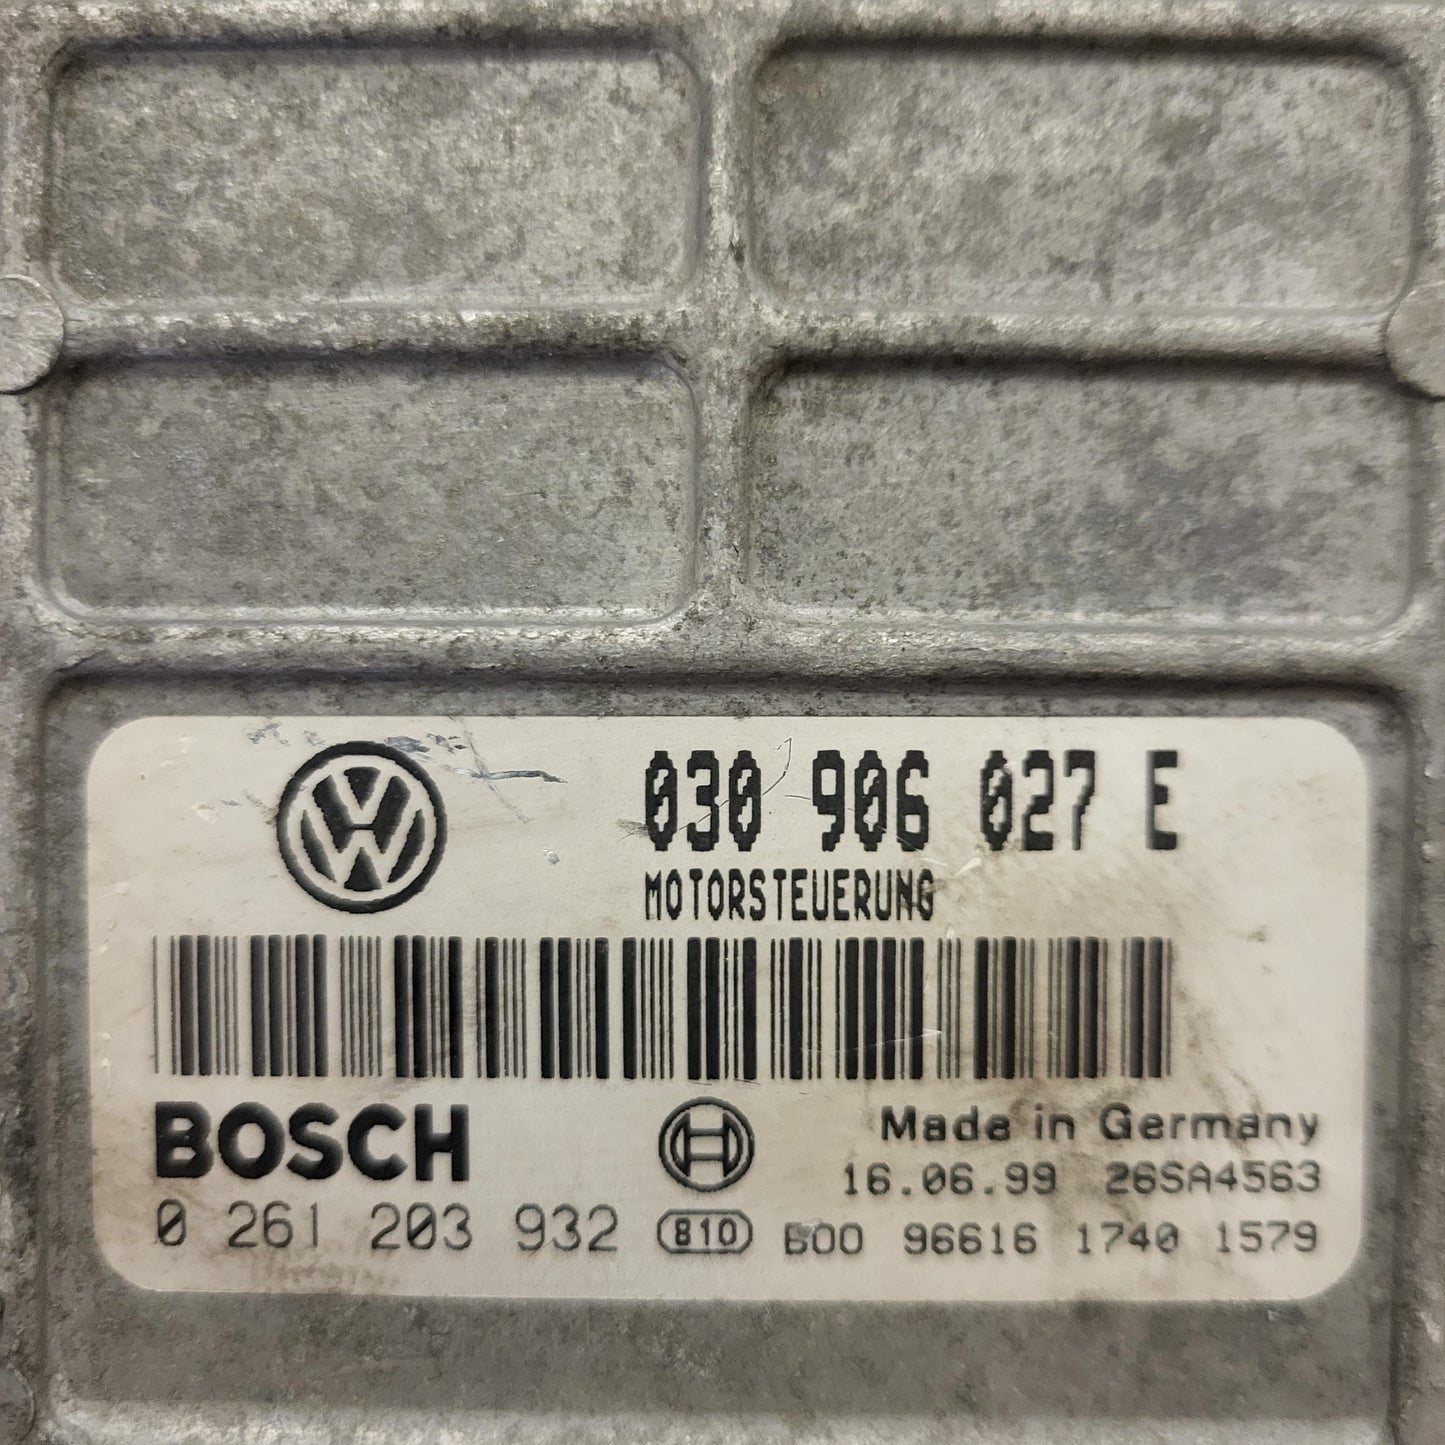 030 906 027 E
MOTORSTEUERUNG
BOSCH
Made in Germany
16.06.99 26SA4563
0 261 203 932 810 600 96616 1740 1579